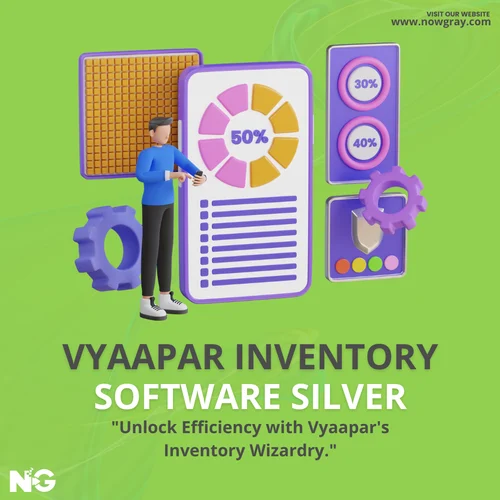 VISIT OUR WEBSITE
www.nowgray.com
50%
30%
40%
VYAAPAR INVENTORY
SOFTWARE SILVER
"Unlock Efficiency with Vyaapar's
Inventory Wizardry."
NG